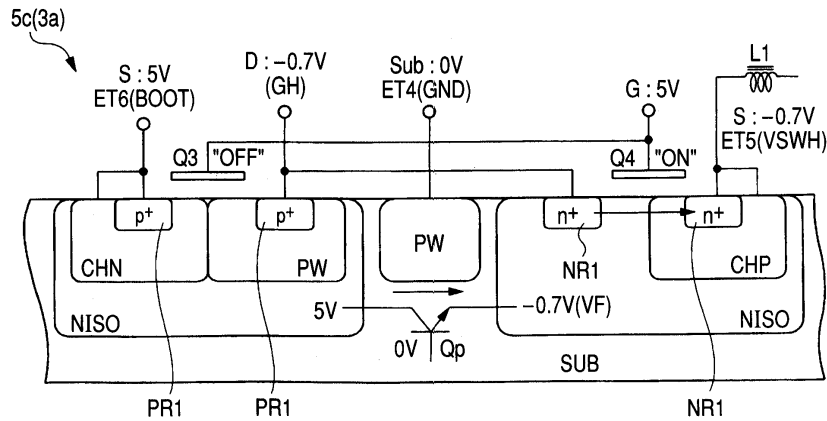 5c(3a)
S : 5V
ET6(BOOT)
D : –0.7V
(GH)
Sub : 0V
ET4(GND)
G : 5V
L1
S : –0.7V
ET5(VSWH)
Q3 "OFF"
Q4 "ON"
p+
p+
PW
n+
n+
CHN
PW
NR1
CHP
NISO
5V
–0.7V(VF)
NISO
0V
Qp
SUB
PR1
PR1
NR1